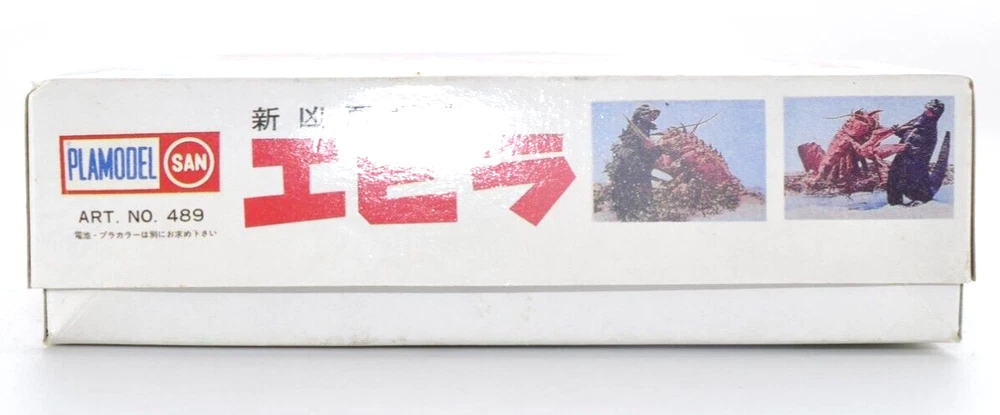 PLAMODEL SAN
ART. NO. 489
電池・プラカラーは別にお求め下さい
新凶
エビラ